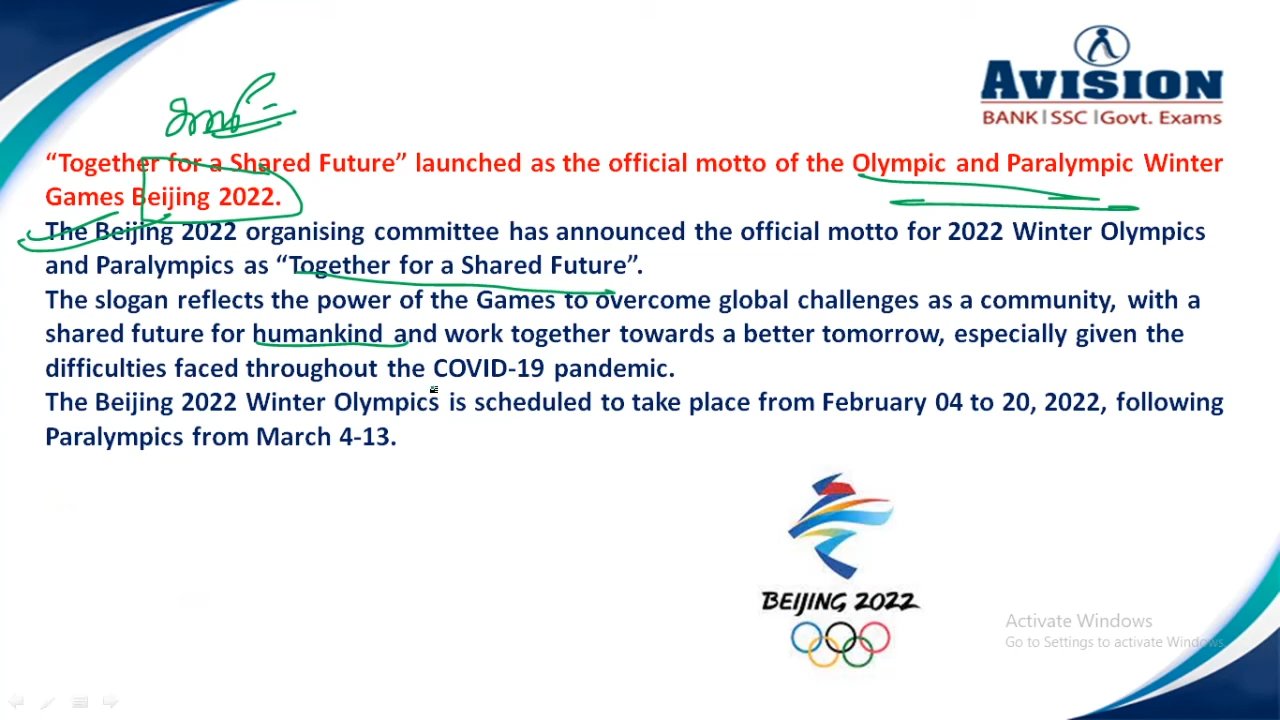 AVISION
BANK | SSC | Govt. Exams
“Together for a Shared Future” launched as the official motto of the Olympic and Paralympic Winter
Games Beijing 2022.
The Beijing 2022 organising committee has announced the official motto for 2022 Winter Olympics
and Paralympics as “Together for a Shared Future”.
The slogan reflects the power of the Games to overcome global challenges as a community, with a
shared future for humankind and work together towards a better tomorrow, especially given the
difficulties faced throughout the COVID-19 pandemic.
The Beijing 2022 Winter Olympics is scheduled to take place from February 04 to 20, 2022, following
Paralympics from March 4-13.
BEIJING 2022
Activate Windows
Go to Settings to activate Windows.